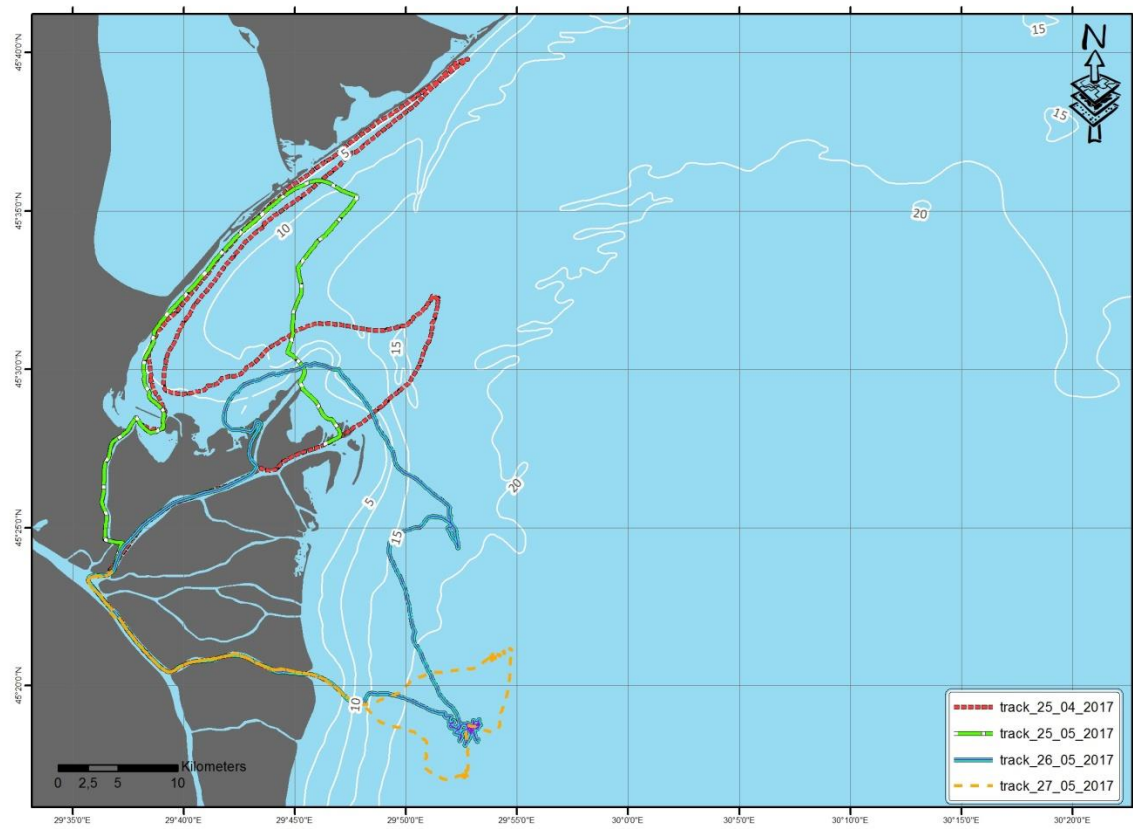 15
N
45°40'0"N
15
5
20
45°35'0"N
10
15
45°30'0"N
20
5
45°25'0"N
15
45°20'0"N
10
track_25_04_2017
track_25_05_2017
track_26_05_2017
track_27_05_2017
Kilometers
0 2,5 5 10
29°35'0"E 29°40'0"E 29°45'0"E 29°50'0"E 29°55'0"E 30°0'0"E 30°5'0"E 30°10'0"E 30°15'0"E 30°20'0"E